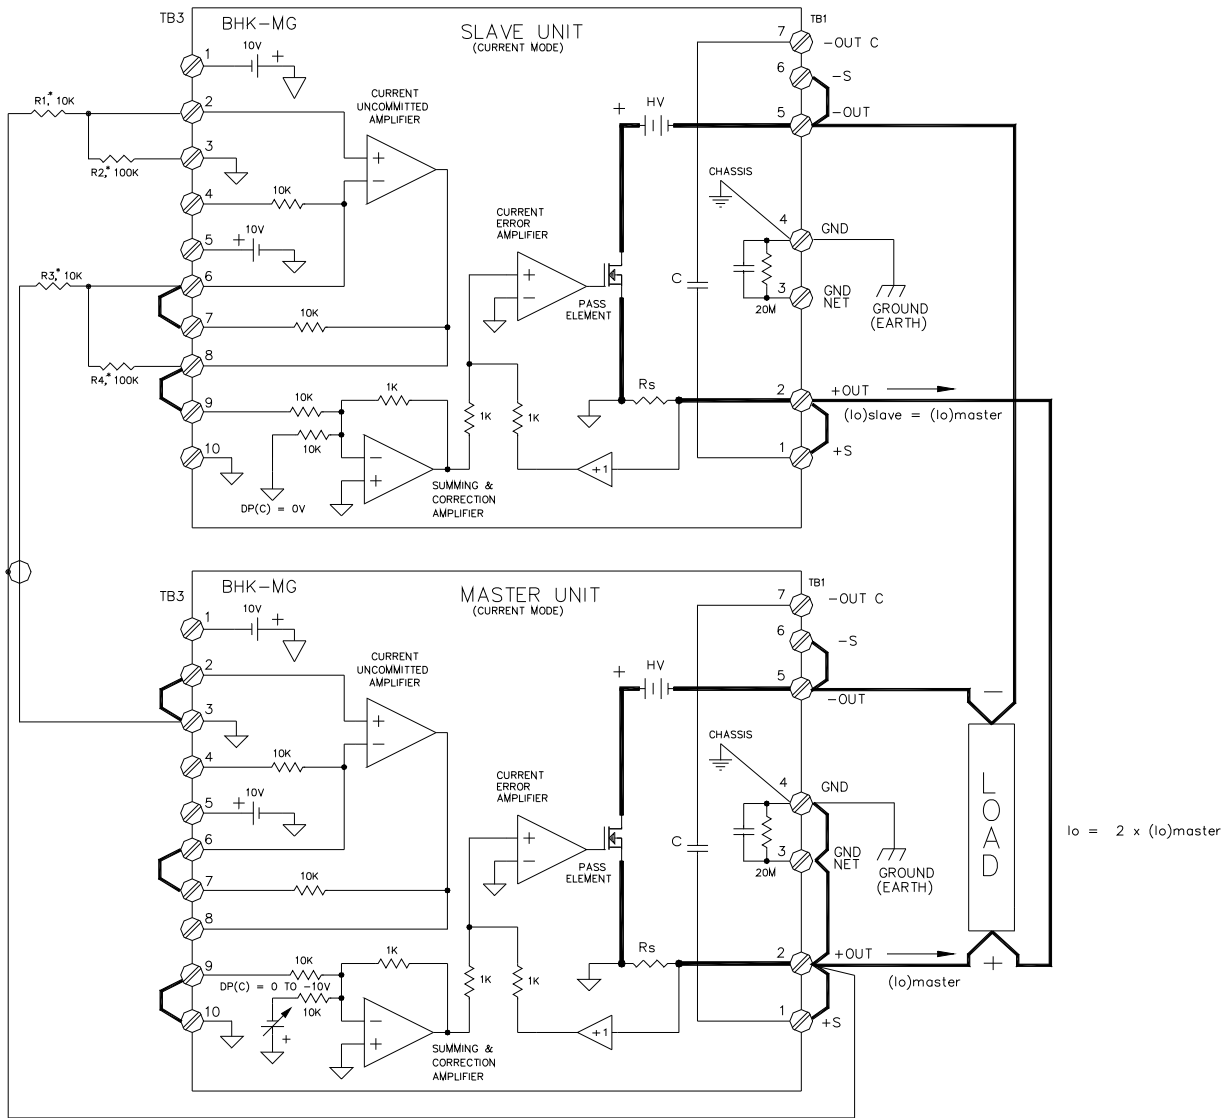 TB3
BHK-MG
SLAVE UNIT
(CURRENT MODE)
TB1
7
-OUT C
1
10V
+
6
-S
CURRENT
UNCOMMITTED
AMPLIFIER
R1,* 10K
2
+
HV
5
-OUT
3
+
-
R2,* 100K
CHASSIS
4
10K
CURRENT
ERROR
AMPLIFIER
4
GND
5
+
10V
R3,* 10K
6
+
-
C
3
GND
NET
PASS
ELEMENT
20M
GROUND
(EARTH)
7
10K
8
R4,* 100K
Rs
2
+OUT
(Io)slave = (Io)master
9
10K
1K
1K
1K
10K
10
-
+
+1
1
+S
DP(C) = 0V
SUMMING &
CORRECTION
AMPLIFIER
TB3
BHK-MG
MASTER UNIT
(CURRENT MODE)
TB1
7
-OUT C
1
10V
+
6
-S
CURRENT
UNCOMMITTED
AMPLIFIER
2
+
HV
5
-OUT
-
3
+
-
CHASSIS
4
10K
CURRENT
ERROR
AMPLIFIER
4
GND
5
+
10V
LOAD
Io = 2 x (Io)master
6
+
-
C
3
GND
NET
PASS
ELEMENT
20M
GROUND
(EARTH)
7
10K
8
Rs
2
+OUT
+
(Io)master
9
10K
1K
DP(C) = 0 TO -10V
1K
1K
10K
10
+
-
+
+1
1
+S
SUMMING &
CORRECTION
AMPLIFIER